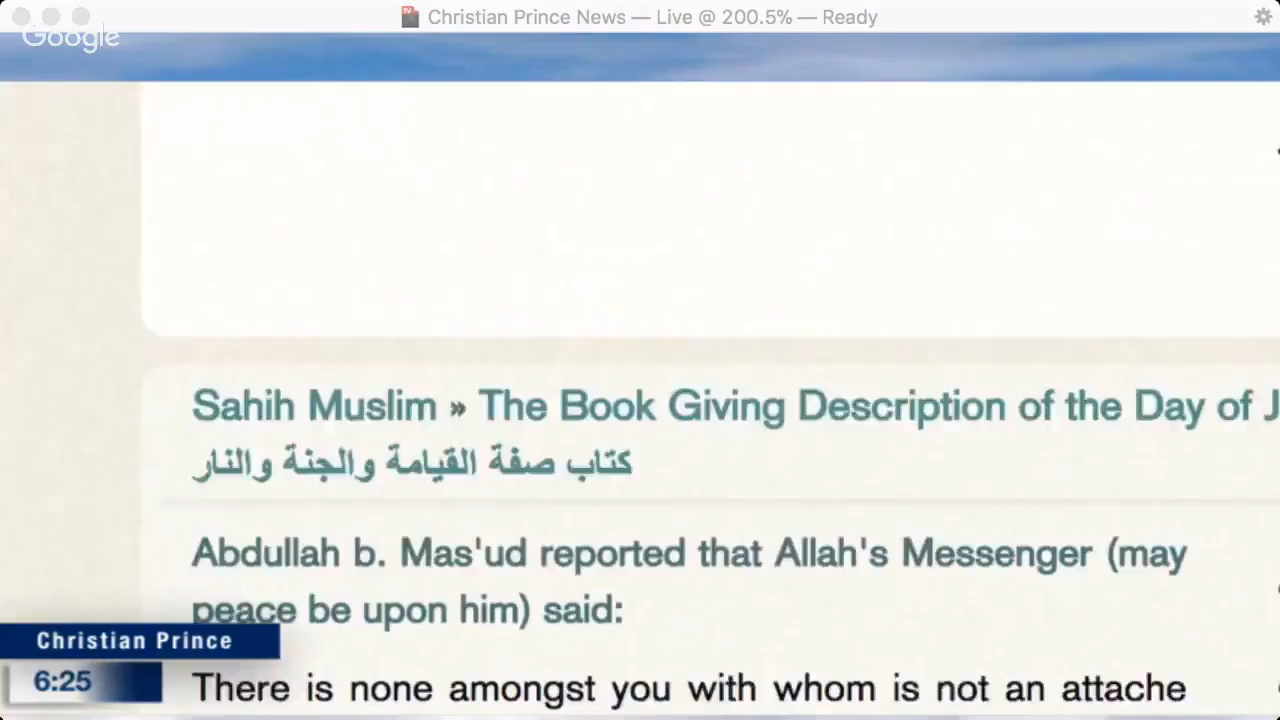 Christian Prince News — Live @ 200.5% — Ready
Google
Sahih Muslim » The Book Giving Description of the Day of J
كتاب صفة القيامة والجنة والنار
Abdullah b. Mas'ud reported that Allah's Messenger (may
peace be upon him) said:
Christian Prince
6:25
There is none amongst you with whom is not an attache